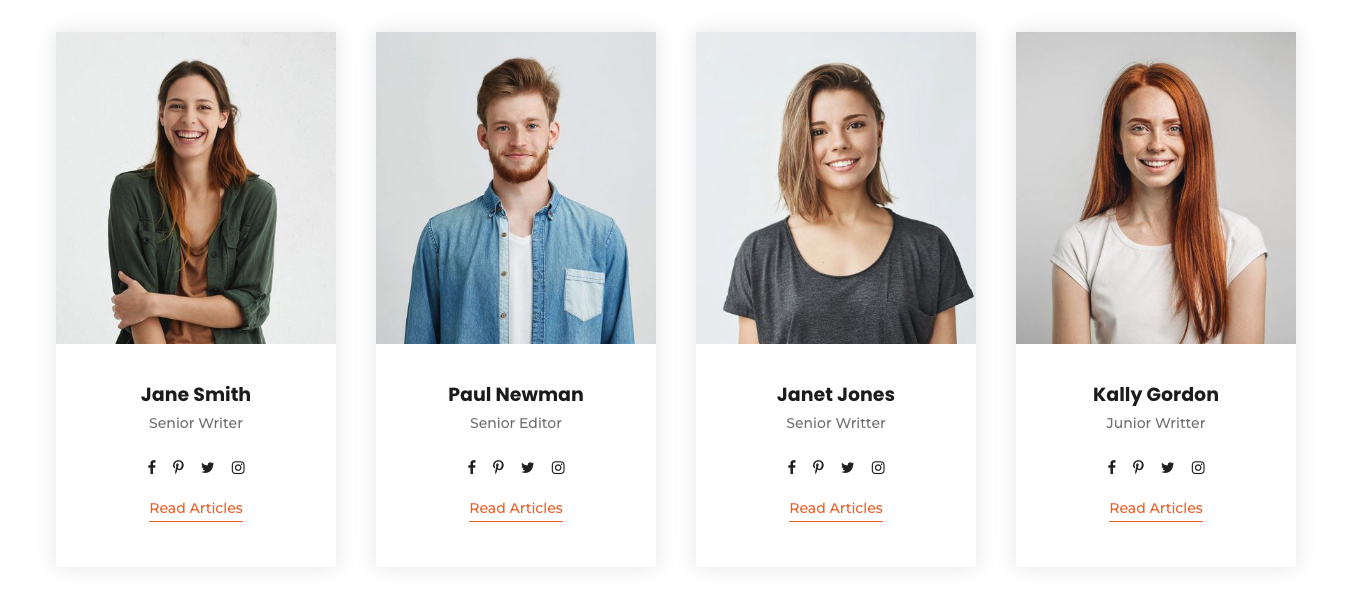 Jane Smith
Senior Writer
Read Articles
Paul Newman
Senior Editor
Read Articles
Janet Jones
Senior Writter
Read Articles
Kally Gordon
Junior Writter
Read Articles